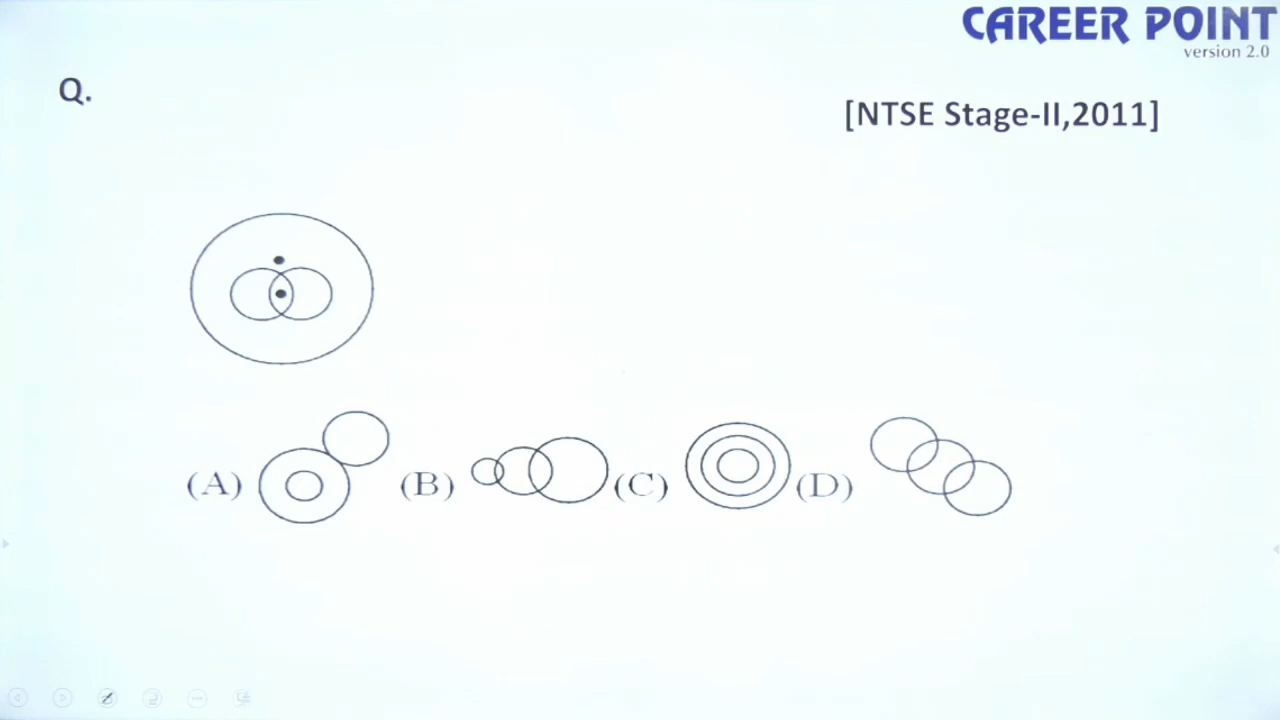 CAREER POINT
version 2.0
Q.
[NTSE Stage-II,2011]
(A) (B) (C) (D)